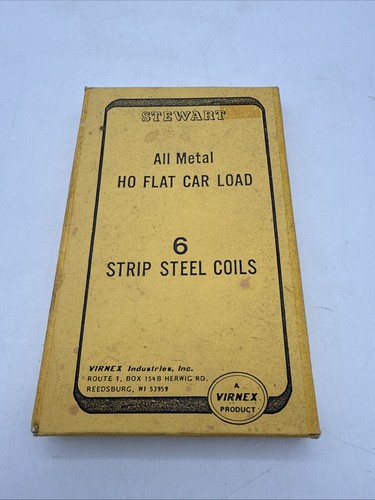 STEWART
All Metal
HO FLAT CAR LOAD
6
STRIP STEEL COILS
VIRNEX Industries, Inc.
ROUTE 1, BOX 154B HERWIG RD.
REEDSBURG, WI 53959
A
VIRNEX
PRODUCT